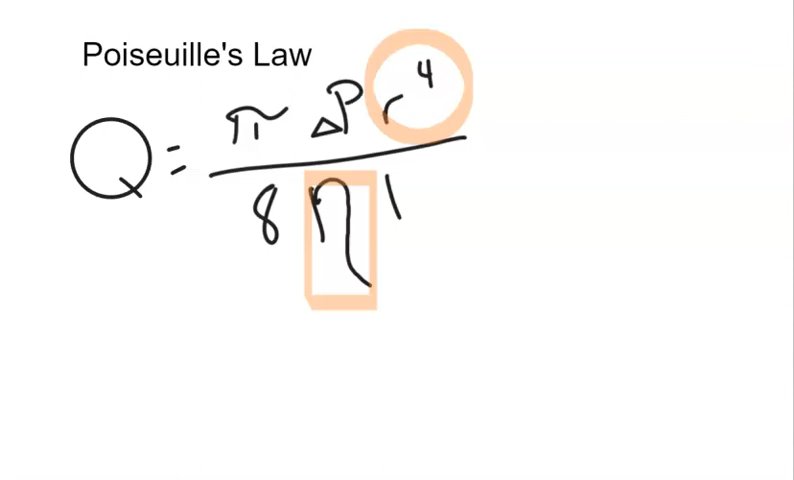 Poiseuille's Law
Q = π ΔP r⁴
8 η l